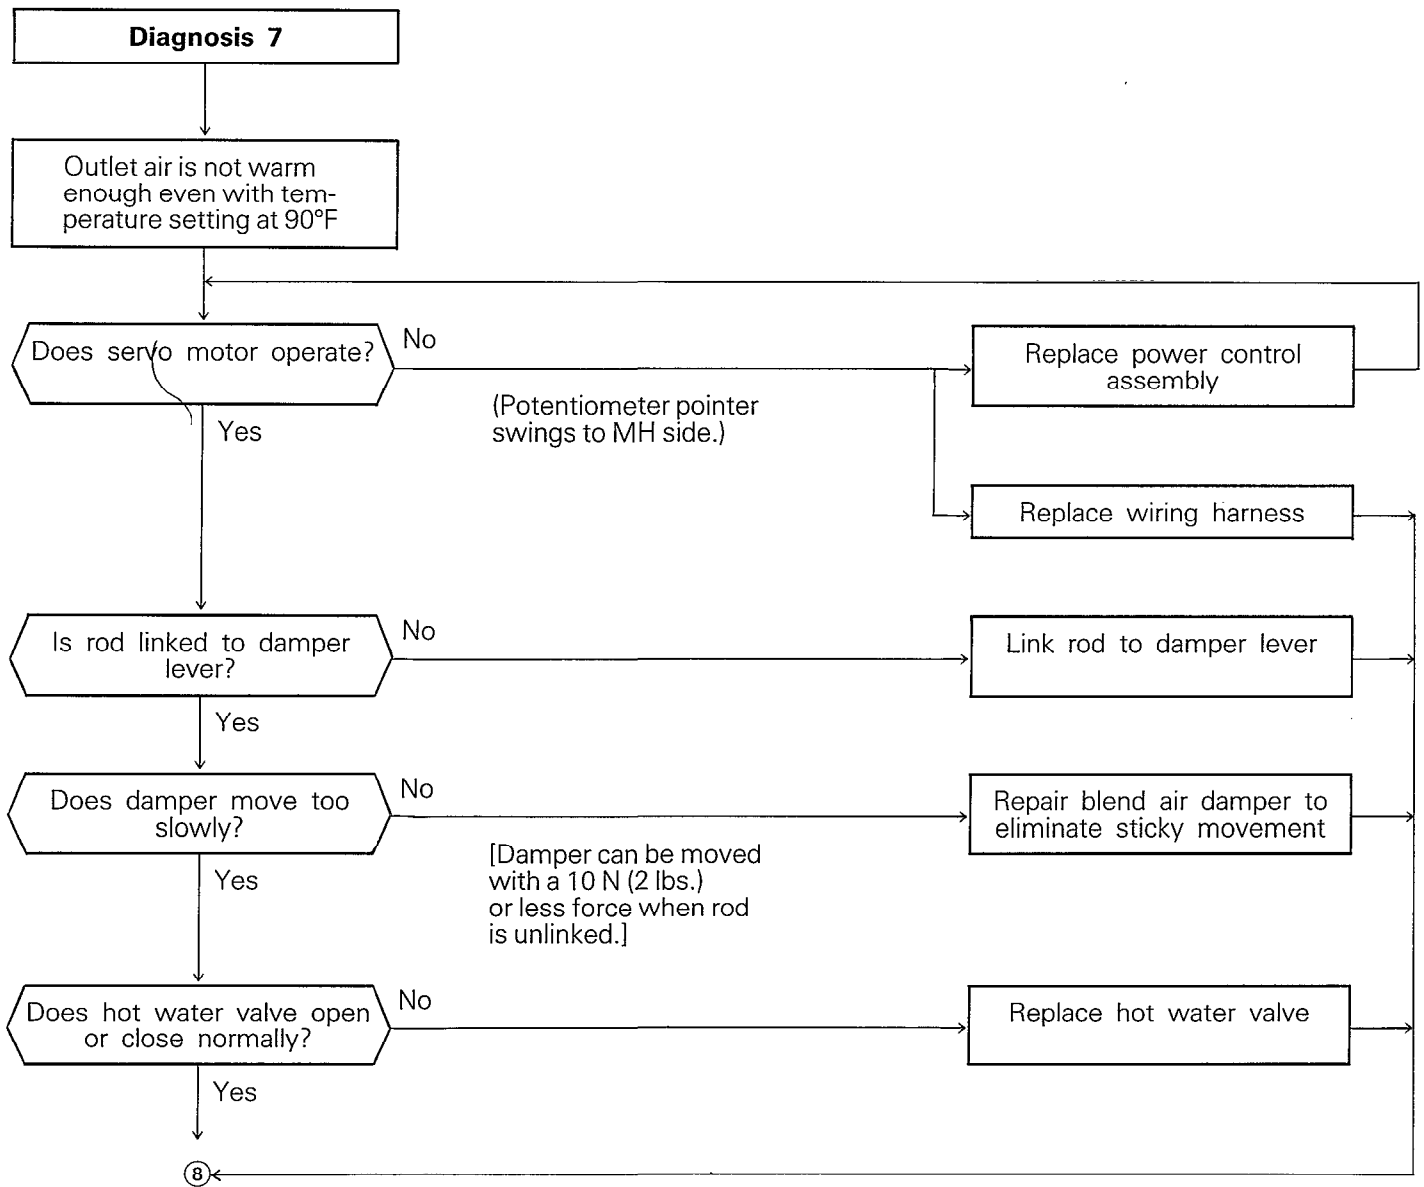 Diagnosis 7
Outlet air is not warm
enough even with tem-
perature setting at 90°F
Does servo motor operate?
No
Replace power control
assembly
(Potentiometer pointer
swings to MH side.)
Yes
Replace wiring harness
Is rod linked to damper
lever?
No
Link rod to damper lever
Yes
Does damper move too
slowly?
No
Repair blend air damper to
eliminate sticky movement
[Damper can be moved
with a 10 N (2 lbs.)
or less force when rod
is unlinked.]
Yes
Does hot water valve open
or close normally?
No
Replace hot water valve
Yes
8